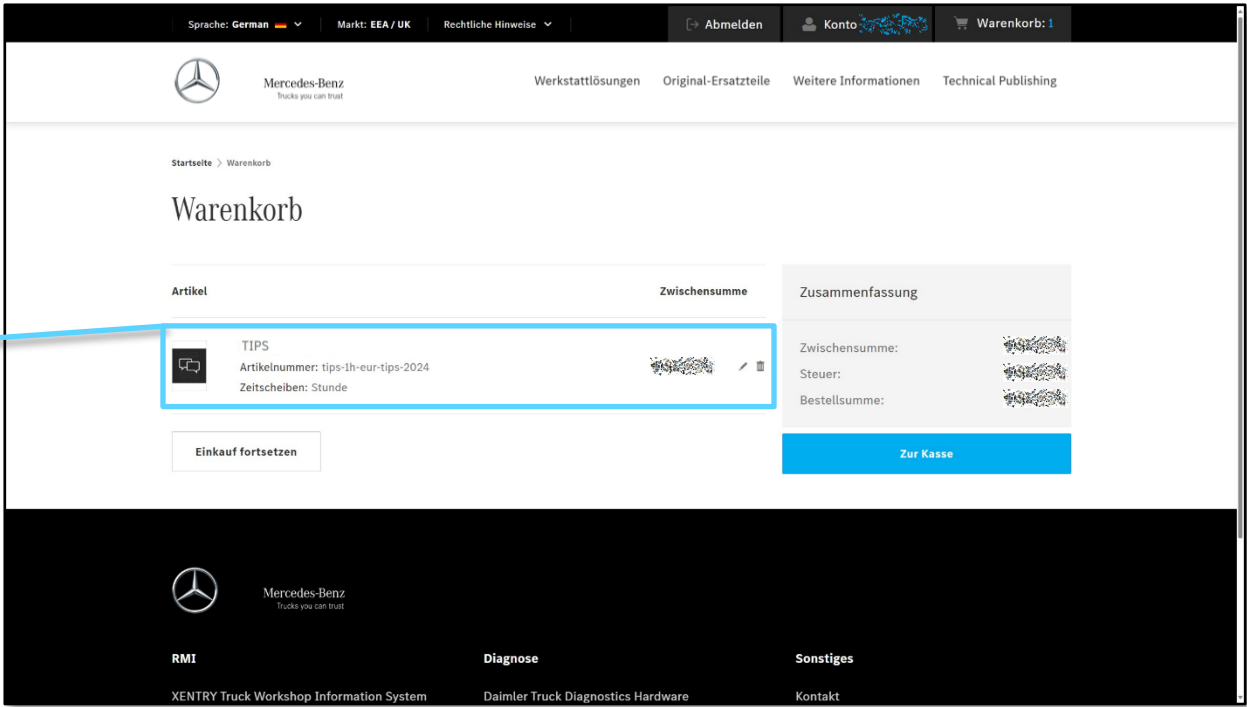 Sprache: German
Markt: EEA / UK
Rechtliche Hinweise
Abmelden
Konto
Warenkorb: 1
Mercedes-Benz
Trucks you can trust
Werkstattlösungen
Original-Ersatzteile
Weitere Informationen
Technical Publishing
Startseite > Warenkorb
Warenkorb
Artikel
Zwischensumme
TIPS
Artikelnummer: tips-1h-eur-tips-2024
Zeitscheiben: Stunde
Einkauf fortsetzen
Zusammenfassung
Zwischensumme:
Steuer:
Bestellsumme:
Zur Kasse
Mercedes-Benz
Trucks you can trust
RMI
XENTRY Truck Workshop Information System
Diagnose
Daimler Truck Diagnostics Hardware
Sonstiges
Kontakt